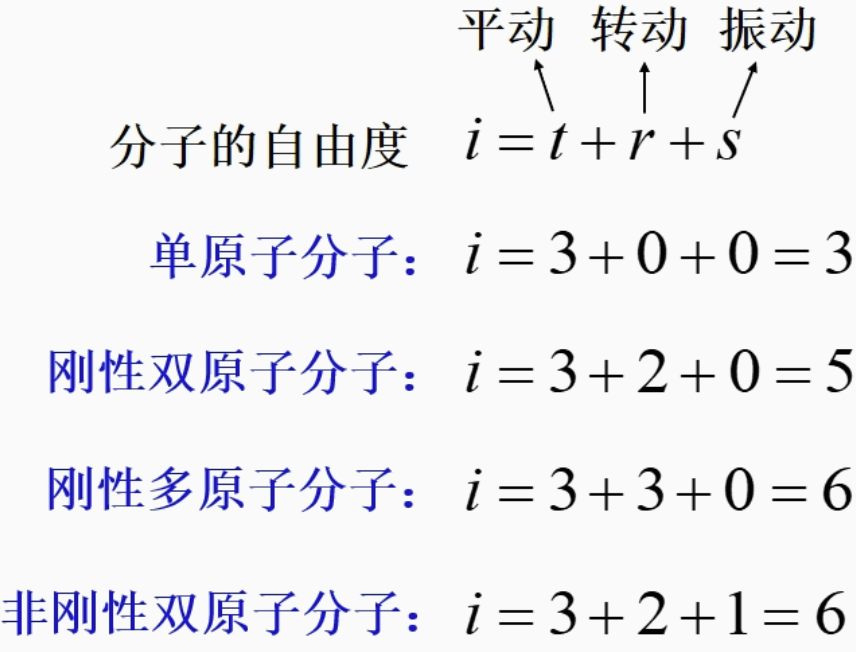 平动 转动 振动
分子的自由度 i = t + r + s
单原子分子： i = 3 + 0 + 0 = 3
刚性双原子分子： i = 3 + 2 + 0 = 5
刚性多原子分子： i = 3 + 3 + 0 = 6
非刚性双原子分子： i = 3 + 2 + 1 = 6